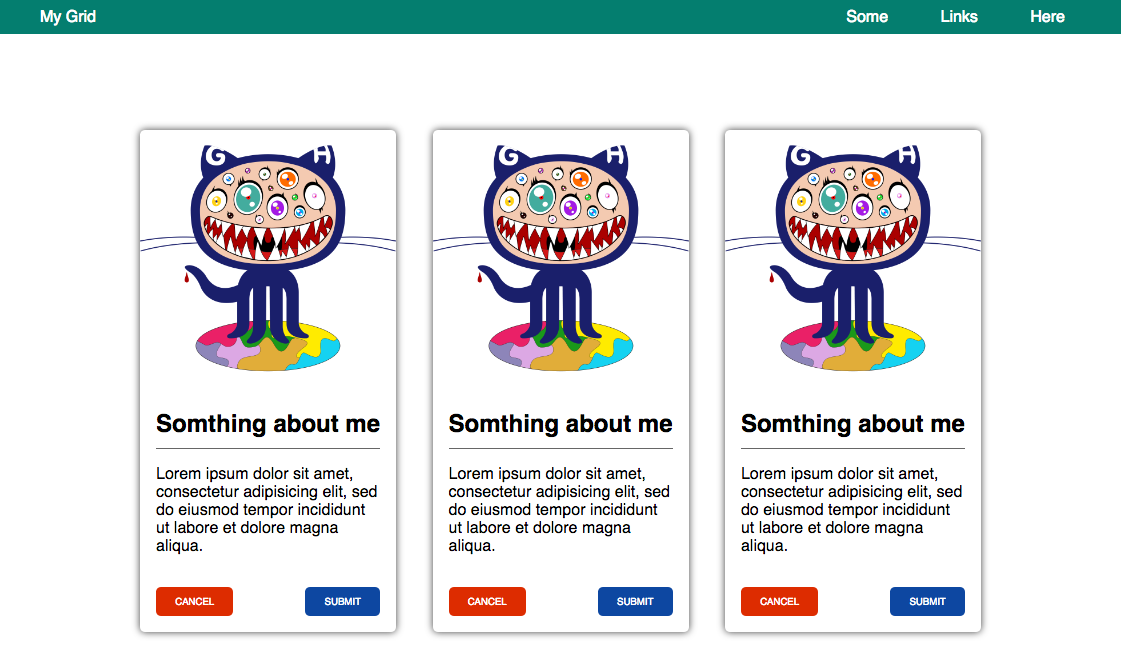 My Grid
Some Links Here
G H
G H
G H
Somthing about me
Lorem ipsum dolor sit amet,
consectetur adipisicing elit, sed
do eiusmod tempor incididunt
ut labore et dolore magna
aliqua.
CANCEL SUBMIT
Somthing about me
Lorem ipsum dolor sit amet,
consectetur adipisicing elit, sed
do eiusmod tempor incididunt
ut labore et dolore magna
aliqua.
CANCEL SUBMIT
Somthing about me
Lorem ipsum dolor sit amet,
consectetur adipisicing elit, sed
do eiusmod tempor incididunt
ut labore et dolore magna
aliqua.
CANCEL SUBMIT